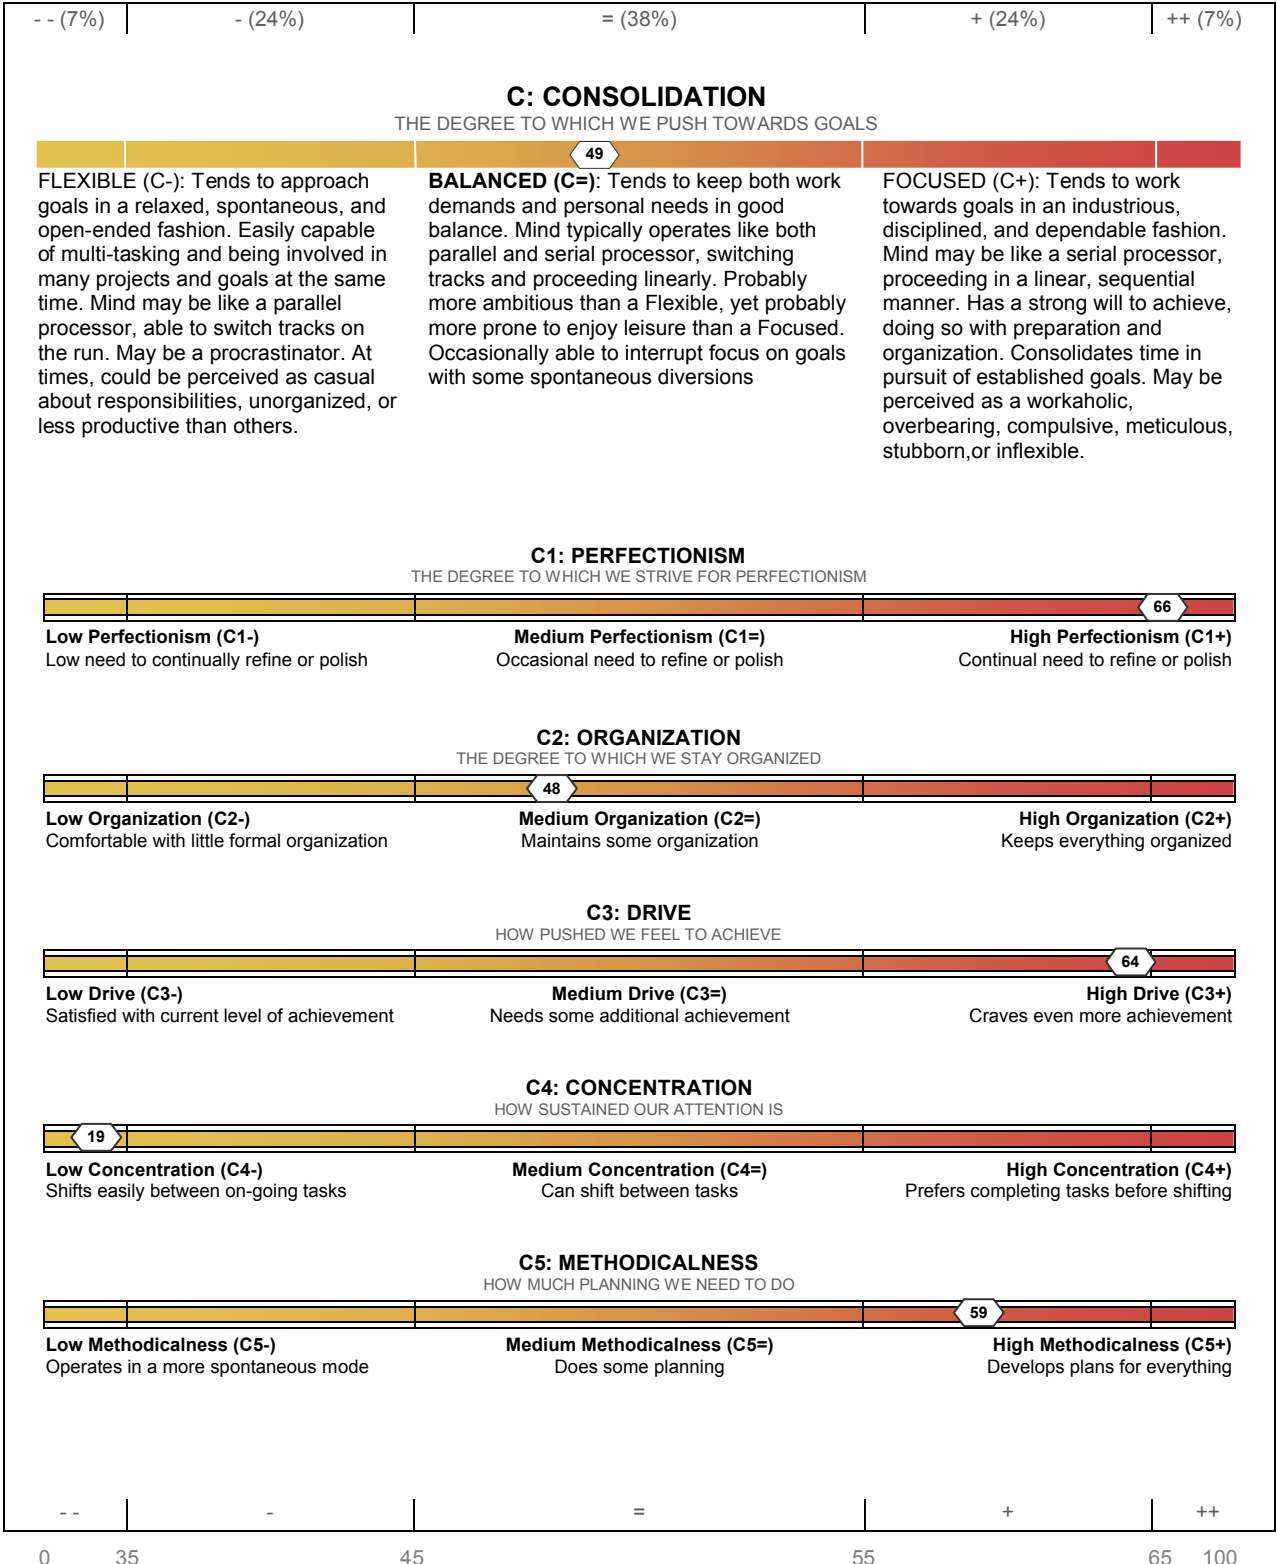 - - (7%) - (24%) = (38%) + (24%) ++ (7%)
C: CONSOLIDATION
THE DEGREE TO WHICH WE PUSH TOWARDS GOALS
49
FLEXIBLE (C-): Tends to approach
goals in a relaxed, spontaneous, and
open-ended fashion. Easily capable
of multi-tasking and being involved in
many projects and goals at the same
time. Mind may be like a parallel
processor, able to switch tracks on
the run. May be a procrastinator. At
times, could be perceived as casual
about responsibilities, unorganized, or
less productive than others.
BALANCED (C=): Tends to keep both work
demands and personal needs in good
balance. Mind typically operates like both
parallel and serial processor, switching
tracks and proceeding linearly. Probably
more ambitious than a Flexible, yet probably
more prone to enjoy leisure than a Focused.
Occasionally able to interrupt focus on goals
with some spontaneous diversions
FOCUSED (C+): Tends to work
towards goals in an industrious,
disciplined, and dependable fashion.
Mind may be like a serial processor,
proceeding in a linear, sequential
manner. Has a strong will to achieve,
doing so with preparation and
organization. Consolidates time in
pursuit of established goals. May be
perceived as a workaholic,
overbearing, compulsive, meticulous,
stubborn,or inflexible.
C1: PERFECTIONISM
THE DEGREE TO WHICH WE STRIVE FOR PERFECTIONISM
66
Low Perfectionism (C1-) Medium Perfectionism (C1=) High Perfectionism (C1+)
Low need to continually refine or polish Occasional need to refine or polish Continual need to refine or polish
C2: ORGANIZATION
THE DEGREE TO WHICH WE STAY ORGANIZED
48
Low Organization (C2-) Medium Organization (C2=) High Organization (C2+)
Comfortable with little formal organization Maintains some organization Keeps everything organized
C3: DRIVE
HOW PUSHED WE FEEL TO ACHIEVE
64
Low Drive (C3-) Medium Drive (C3=) High Drive (C3+)
Satisfied with current level of achievement Needs some additional achievement Craves even more achievement
C4: CONCENTRATION
HOW SUSTAINED OUR ATTENTION IS
19
Low Concentration (C4-) Medium Concentration (C4=) High Concentration (C4+)
Shifts easily between on-going tasks Can shift between tasks Prefers completing tasks before shifting
C5: METHODICALNESS
HOW MUCH PLANNING WE NEED TO DO
59
Low Methodicalness (C5-) Medium Methodicalness (C5=) High Methodicalness (C5+)
Operates in a more spontaneous mode Does some planning Develops plans for everything
- - - = + ++
0 35 45 55 65 100